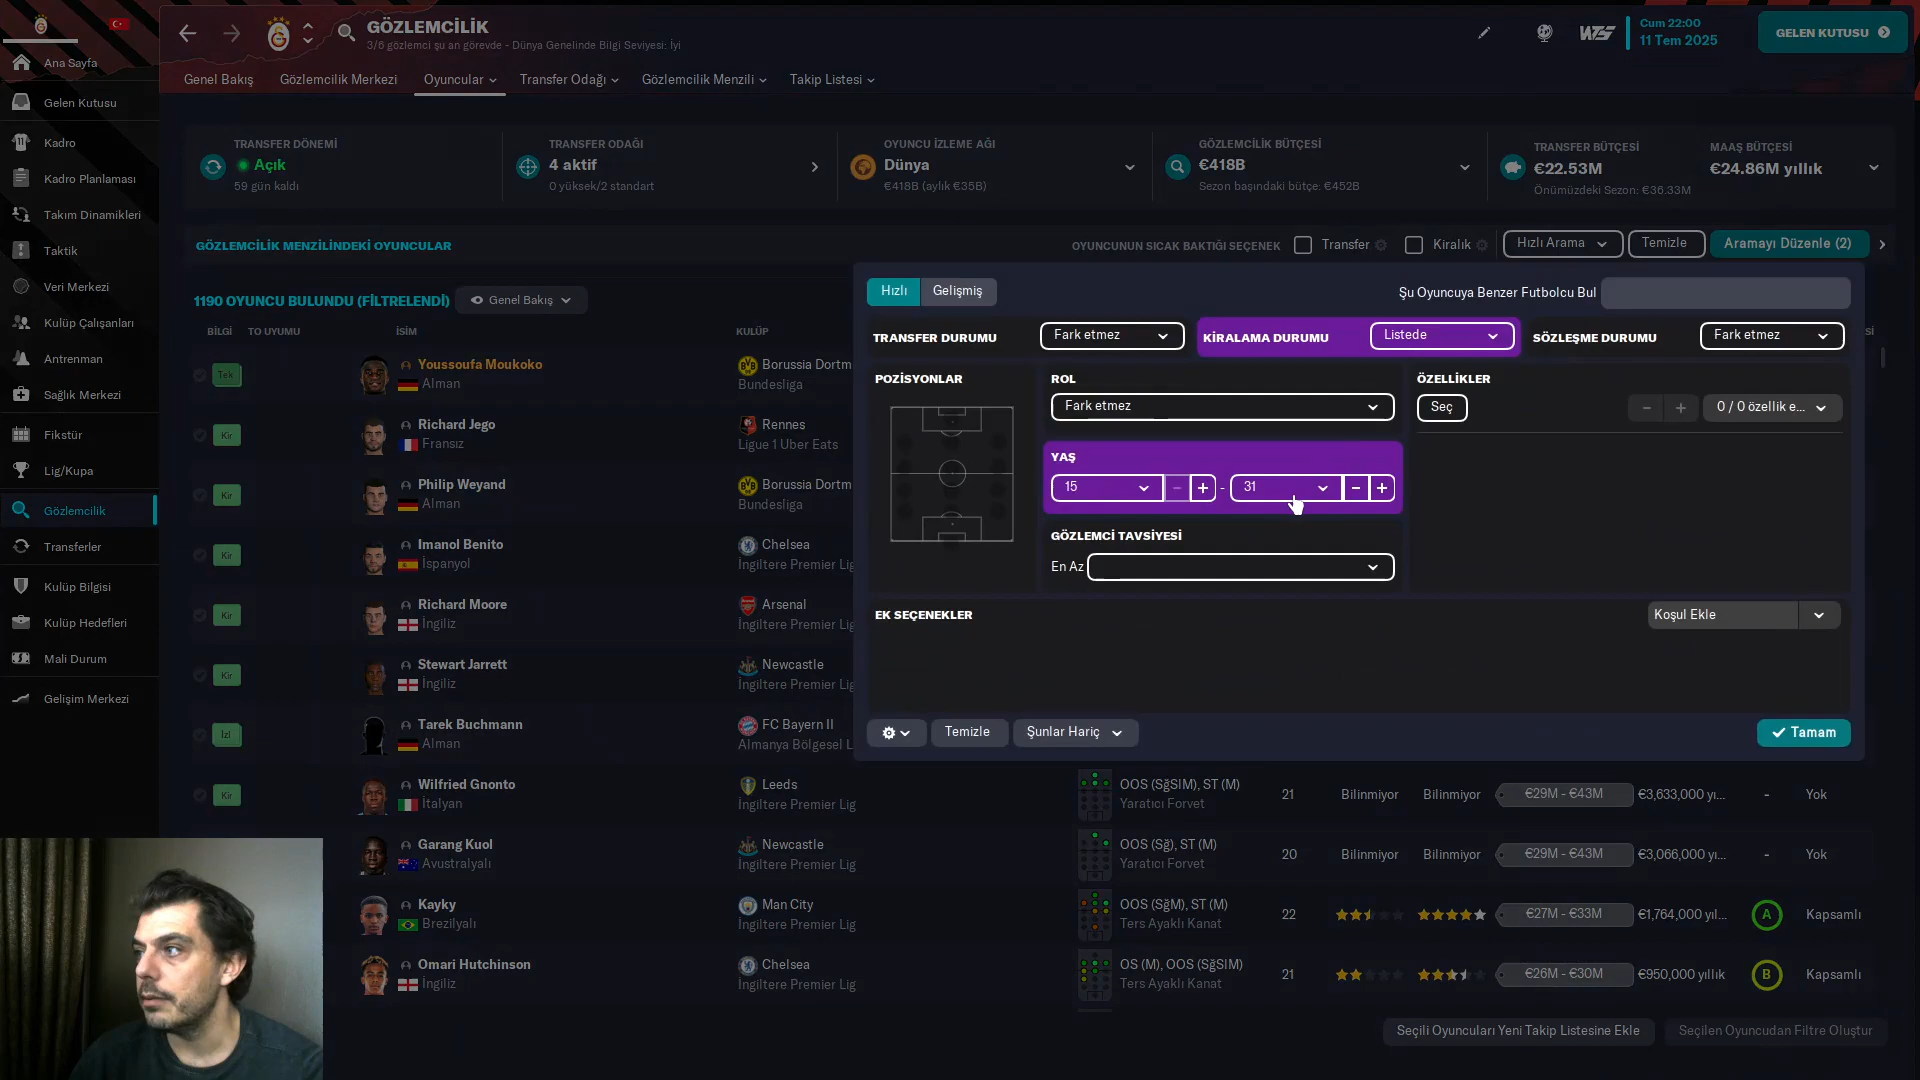 GÖZLEMCİLİK
3/6 gözlemci şu an görevde - Dünya Genelinde Bilgi Seviyesi: İyi
Cum 22:00
11 Tem 2025
GELEN KUTUSU
Genel Bakış
Gözlemcilik Merkezi
Oyuncular
Transfer Odağı
Gözlemcilik Menzili
Takip Listesi
Ana Sayfa
Gelen Kutusu
Kadro
Kadro Planlaması
Takım Dinamikleri
Taktik
Veri Merkezi
Kulüp Çalışanları
Antrenman
Sağlık Merkezi
Fikstür
Lig/Kupa
Gözlemcilik
Transferler
Kulüp Bilgisi
Kulüp Hedefleri
Mali Durum
Gelişim Merkezi
TRANSFER DÖNEMİ
Açık
59 gün kaldı
TRANSFER ODAĞI
4 aktif
0 yüksek/2 standart
OYUNCU İZLEME AĞI
Dünya
€418B (aylık €35B)
GÖZLEMCİLİK BÜTÇESİ
€418B
Sezon başındaki bütçe: €452B
TRANSFER BÜTÇESİ
€22.53M
Önümüzdeki Sezon: €36.33M
MAAŞ BÜTÇESİ
€24.86M yıllık
GÖZLEMCİLİK MENZİLİNDEKİ OYUNCULAR
OYUNCUNUN SICAK BAKTIĞI SEÇENEK
Transfer
Kiralık
Hızlı Arama
Temizle
Aramayı Düzenle (2)
1190 OYUNCU BULUNDU (FİLTRELENDİ)
Genel Bakış
BİLGİ
TO UYUMU
İSİM
KULÜP
Tek
Youssoufa Moukoko
Alman
Borussia Dortm
Bundesliga
Kir
Richard Jego
Fransız
Rennes
Ligue 1 Uber Eats
Kir
Philip Weyand
Alman
Borussia Dortm
Bundesliga
Kir
Imanol Benito
İspanyol
Chelsea
İngiltere Premier Lig
Kir
Richard Moore
İngiliz
Arsenal
İngiltere Premier Lig
Kir
Stewart Jarrett
İngiliz
Newcastle
İngiltere Premier Lig
İzl
Tarek Buchmann
Alman
FC Bayern II
Almanya Bölgesel L
Kir
Wilfried Gnonto
İtalyan
Leeds
İngiltere Premier Lig
OOS (SğSlM), ST (M)
Yaratıcı Forvet
21
Bilinmiyor
Bilinmiyor
€29M - €43M
€3,633,000 yı...
-
Yok
Garang Kuol
Avustralyalı
Newcastle
İngiltere Premier Lig
OOS (Sğ), ST (M)
Yaratıcı Forvet
20
Bilinmiyor
Bilinmiyor
€29M - €43M
€3,066,000 yı...
-
Yok
Kayky
Brezilyalı
Man City
İngiltere Premier Lig
OOS (SğM), ST (M)
Ters Ayaklı Kanat
22
€27M - €33M
€1,764,000 yıl...
A
Kapsamlı
Omari Hutchinson
İngiliz
Chelsea
İngiltere Premier Lig
OS (M), OOS (SğSlM)
Ters Ayaklı Kanat
21
€26M - €30M
€950,000 yıllık
B
Kapsamlı
Hızlı
Gelişmiş
Şu Oyuncuya Benzer Futbolcu Bul
TRANSFER DURUMU
Fark etmez
KİRALAMA DURUMU
Listede
SÖZLEŞME DURUMU
Fark etmez
POZİSYONLAR
ROL
Fark etmez
ÖZELLİKLER
Seç
0 / 0 özellik e...
YAŞ
15
-
31
GÖZLEMCİ TAVSİYESİ
En Az
EK SEÇENEKLER
Koşul Ekle
Temizle
Şunlar Hariç
Tamam
Seçili Oyuncuları Yeni Takip Listesine Ekle
Seçilen Oyuncudan Filtre Oluştur